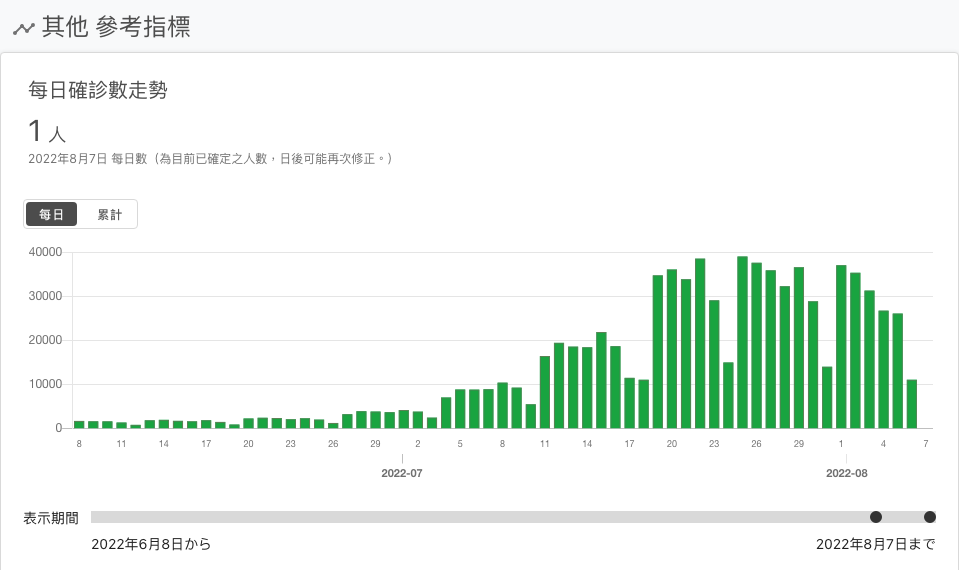 其他 參考指標
每日確診數走勢
1 人
2022年8月7日 每日數（為目前已確定之人數，日後可能再次修正。）
每日 累計
40000
30000
20000
10000
0
8 11 14 17 20 23 26 29 2 5 8 11 14 17 20 23 26 29 1 4 7
2022-07 2022-08
表示期間
2022年6月8日から 2022年8月7日まで